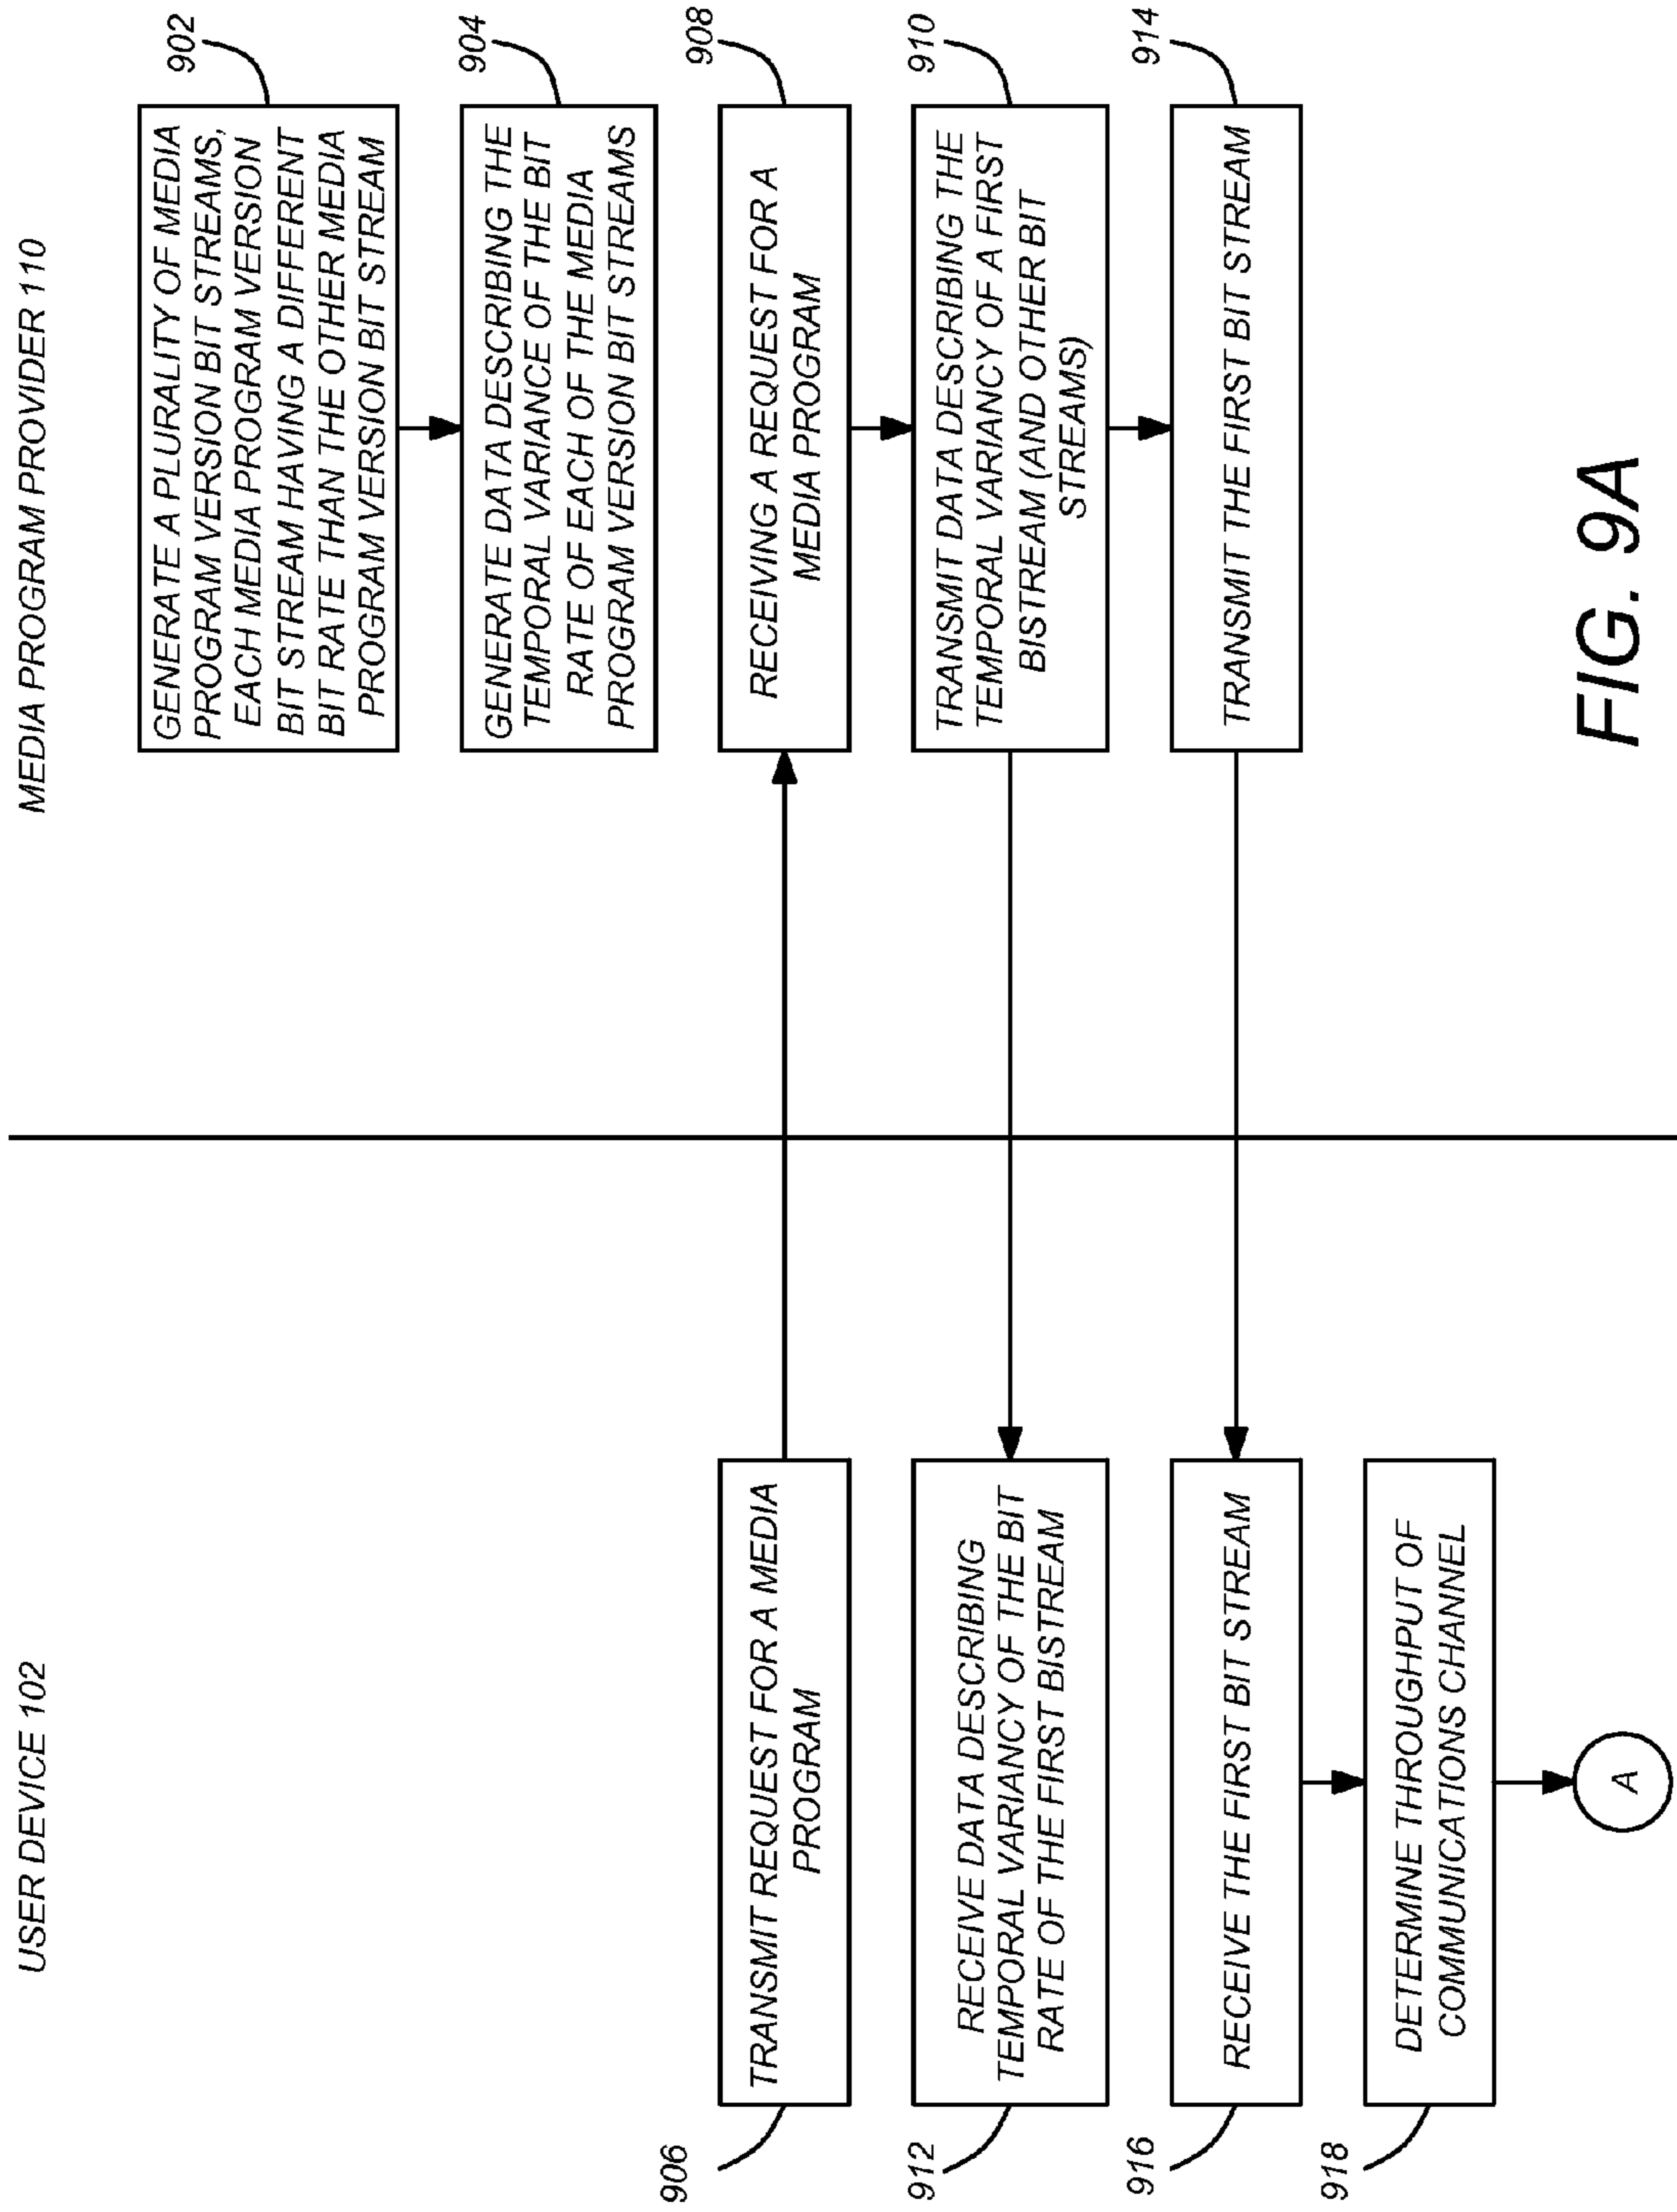 USER DEVICE 102
MEDIA PROGRAM PROVIDER 110
GENERATE A PLURALITY OF MEDIA
PROGRAM VERSION BIT STREAMS,
EACH MEDIA PROGRAM VERSION
BIT STREAM HAVING A DIFFERENT
BIT RATE THAN THE OTHER MEDIA
PROGRAM VERSION BIT STREAM
902
GENERATE DATA DESCRIBING THE
TEMPORAL VARIANCE OF THE BIT
RATE OF EACH OF THE MEDIA
PROGRAM VERSION BIT STREAMS
904
906
TRANSMIT REQUEST FOR A MEDIA
PROGRAM
RECEIVING A REQUEST FOR A
MEDIA PROGRAM
908
912
RECEIVE DATA DESCRIBING
TEMPORAL VARIANCY OF THE BIT
RATE OF THE FIRST BISTREAM
TRANSMIT DATA DESCRIBING THE
TEMPORAL VARIANCY OF A FIRST
BISTREAM (AND OTHER BIT
STREAMS)
910
916
RECEIVE THE FIRST BIT STREAM
TRANSMIT THE FIRST BIT STREAM
914
918
DETERMINE THROUGHPUT OF
COMMUNICATIONS CHANNEL
A
FIG. 9A